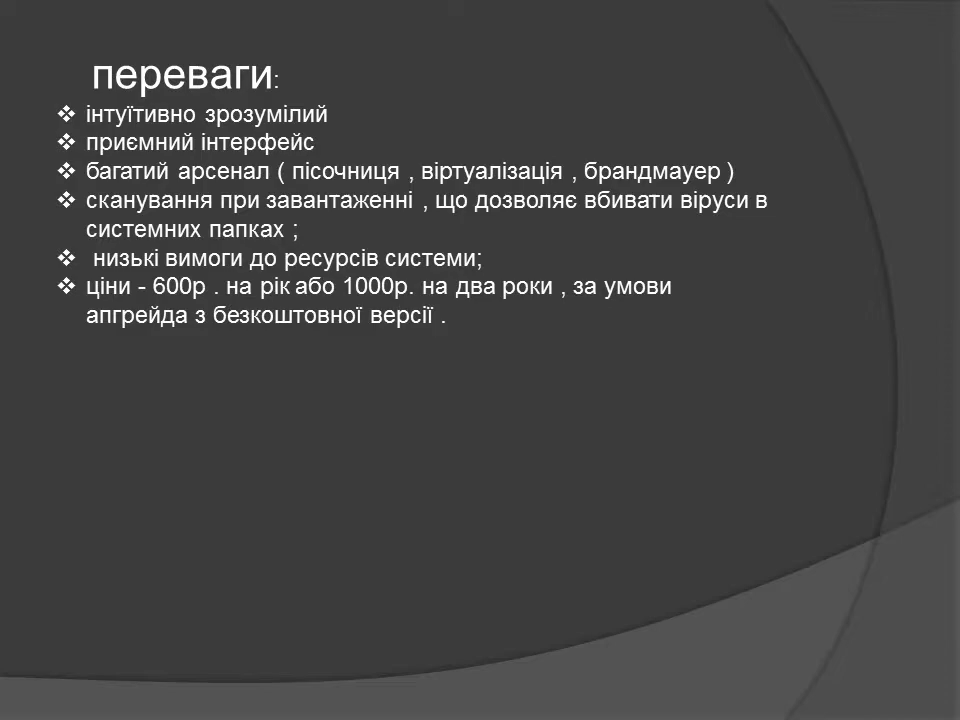 переваги:
❖ інтуїтивно зрозумілий
❖ приємний інтерфейс
❖ багатий арсенал ( пісочниця , віртуалізація , брандмауер )
❖ сканування при завантаженні , що дозволяє вбивати віруси в
системних папках ;
❖ низькі вимоги до ресурсів системи;
❖ ціни - 600р . на рік або 1000р. на два роки , за умови
апгрейда з безкоштовної версії .